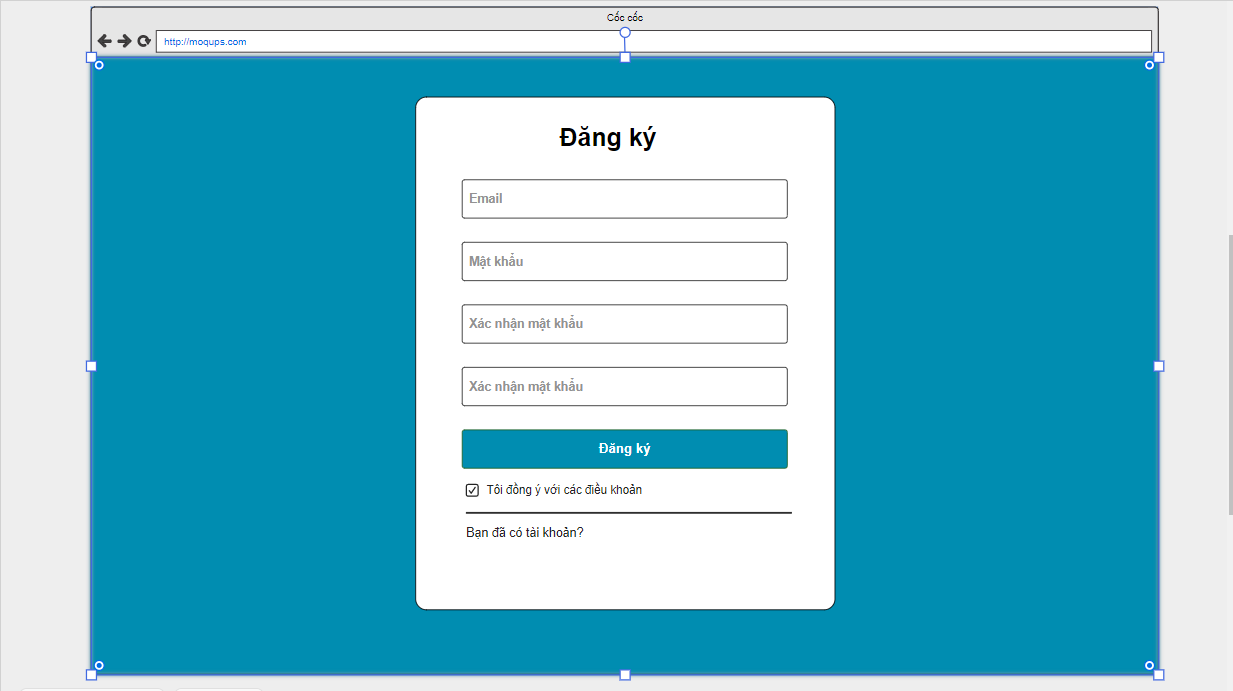 Cốc cốc
http://moqups.com
Đăng ký
Email
Mật khẩu
Xác nhận mật khẩu
Xác nhận mật khẩu
Đăng ký
Tôi đồng ý với các điều khoản
Bạn đã có tài khoản?